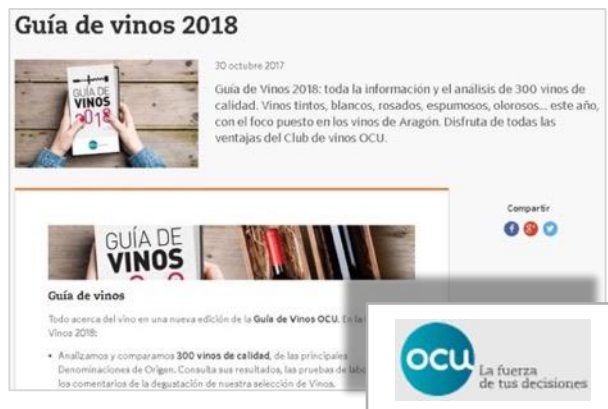 Guía de vinos 2018
30 octubre 2017
GUÍA DE
VINOS
2018
Guía de Vinos 2018: toda la información y el análisis de 300 vinos de
calidad. Vinos tintos, blancos, rosados, espumosos, olorosos... este año,
con el foco puesto en los vinos de Aragón. Disfruta de todas las
ventajas del Club de vinos OCU.
Compartir
GUÍA DE
VINOS
Guía de vinos
Todo acerca del vino en una nueva edición de la Guía de Vinos OCU. En la
Vinos 2018:
• Analizamos y comparamos 300 vinos de calidad, de las principales
Denominaciones de Origen. Consulta sus resultados, las pruebas de
los comentarios de la degustación de nuestra selección de Vinos.
ocu
La fuerza
de tus decisiones